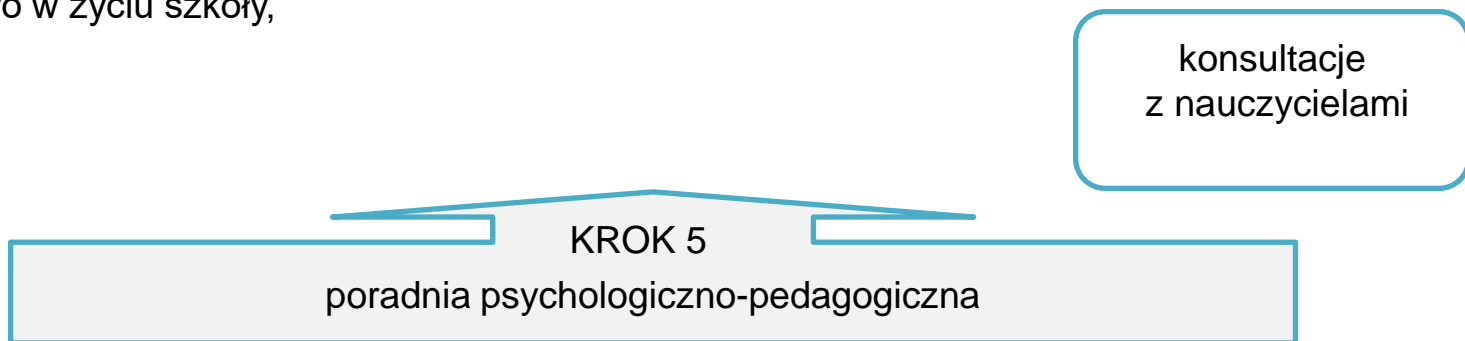 w życiu szkoły,
konsultacje
z nauczycielami
KROK 5
poradnia psychologiczno-pedagogiczna